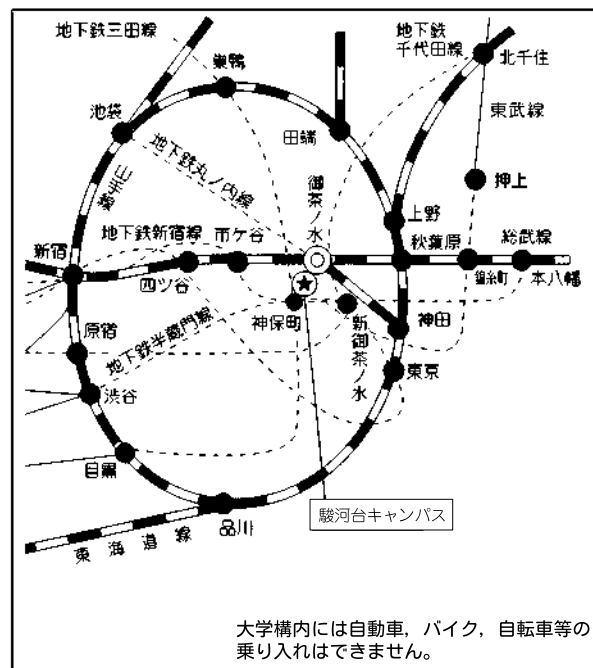 地下鉄三田線
巣鴨
地下鉄
千代田線
北千住
池袋
田端
東武線
山手線
地下鉄丸ノ内線
押上
御茶ノ水
上野
地下鉄新宿線
市ケ谷
秋葉原
総武線
新宿
四ツ谷
錦糸町
本八幡
原宿
地下鉄半蔵門線
神保町
新御茶ノ水
神田
東京
渋谷
目黒
品川
東海道線
駿河台キャンパス
大学構内には自動車，バイク，自転車等の
乗り入れはできません。